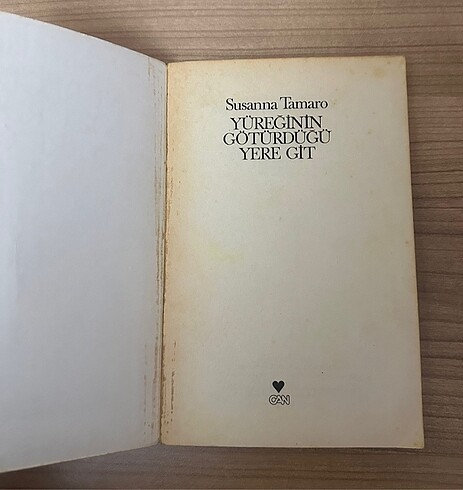 Susanna Tamaro
YÜREĞİNİN
GÖTÜRDÜĞÜ
YERE GİT
CAN